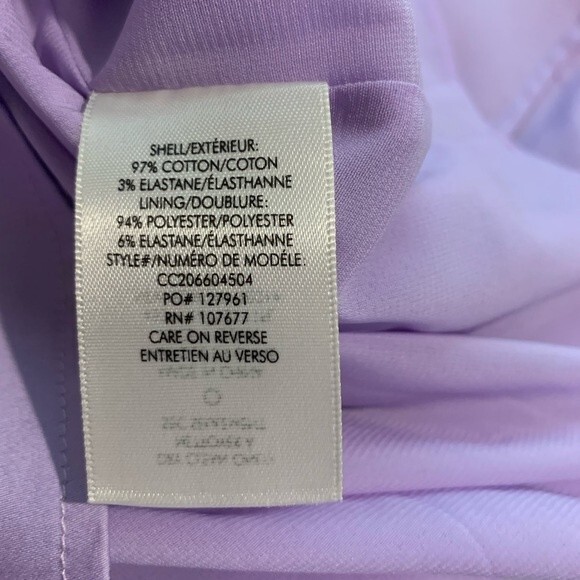 SHELL/EXTÉRIEUR:
97% COTTON/COTON
3% ELASTANE/ÉLASTHANNE
LINING/DOUBLURE:
94% POLYESTER/POLYESTER
6% ELASTANE/ÉLASTHANNE
STYLE#/NUMÉRO DE MODÉLE:
CC206604504
PO# 127961
RN# 107677
CARE ON REVERSE
ENTRETIEN AU VERSO